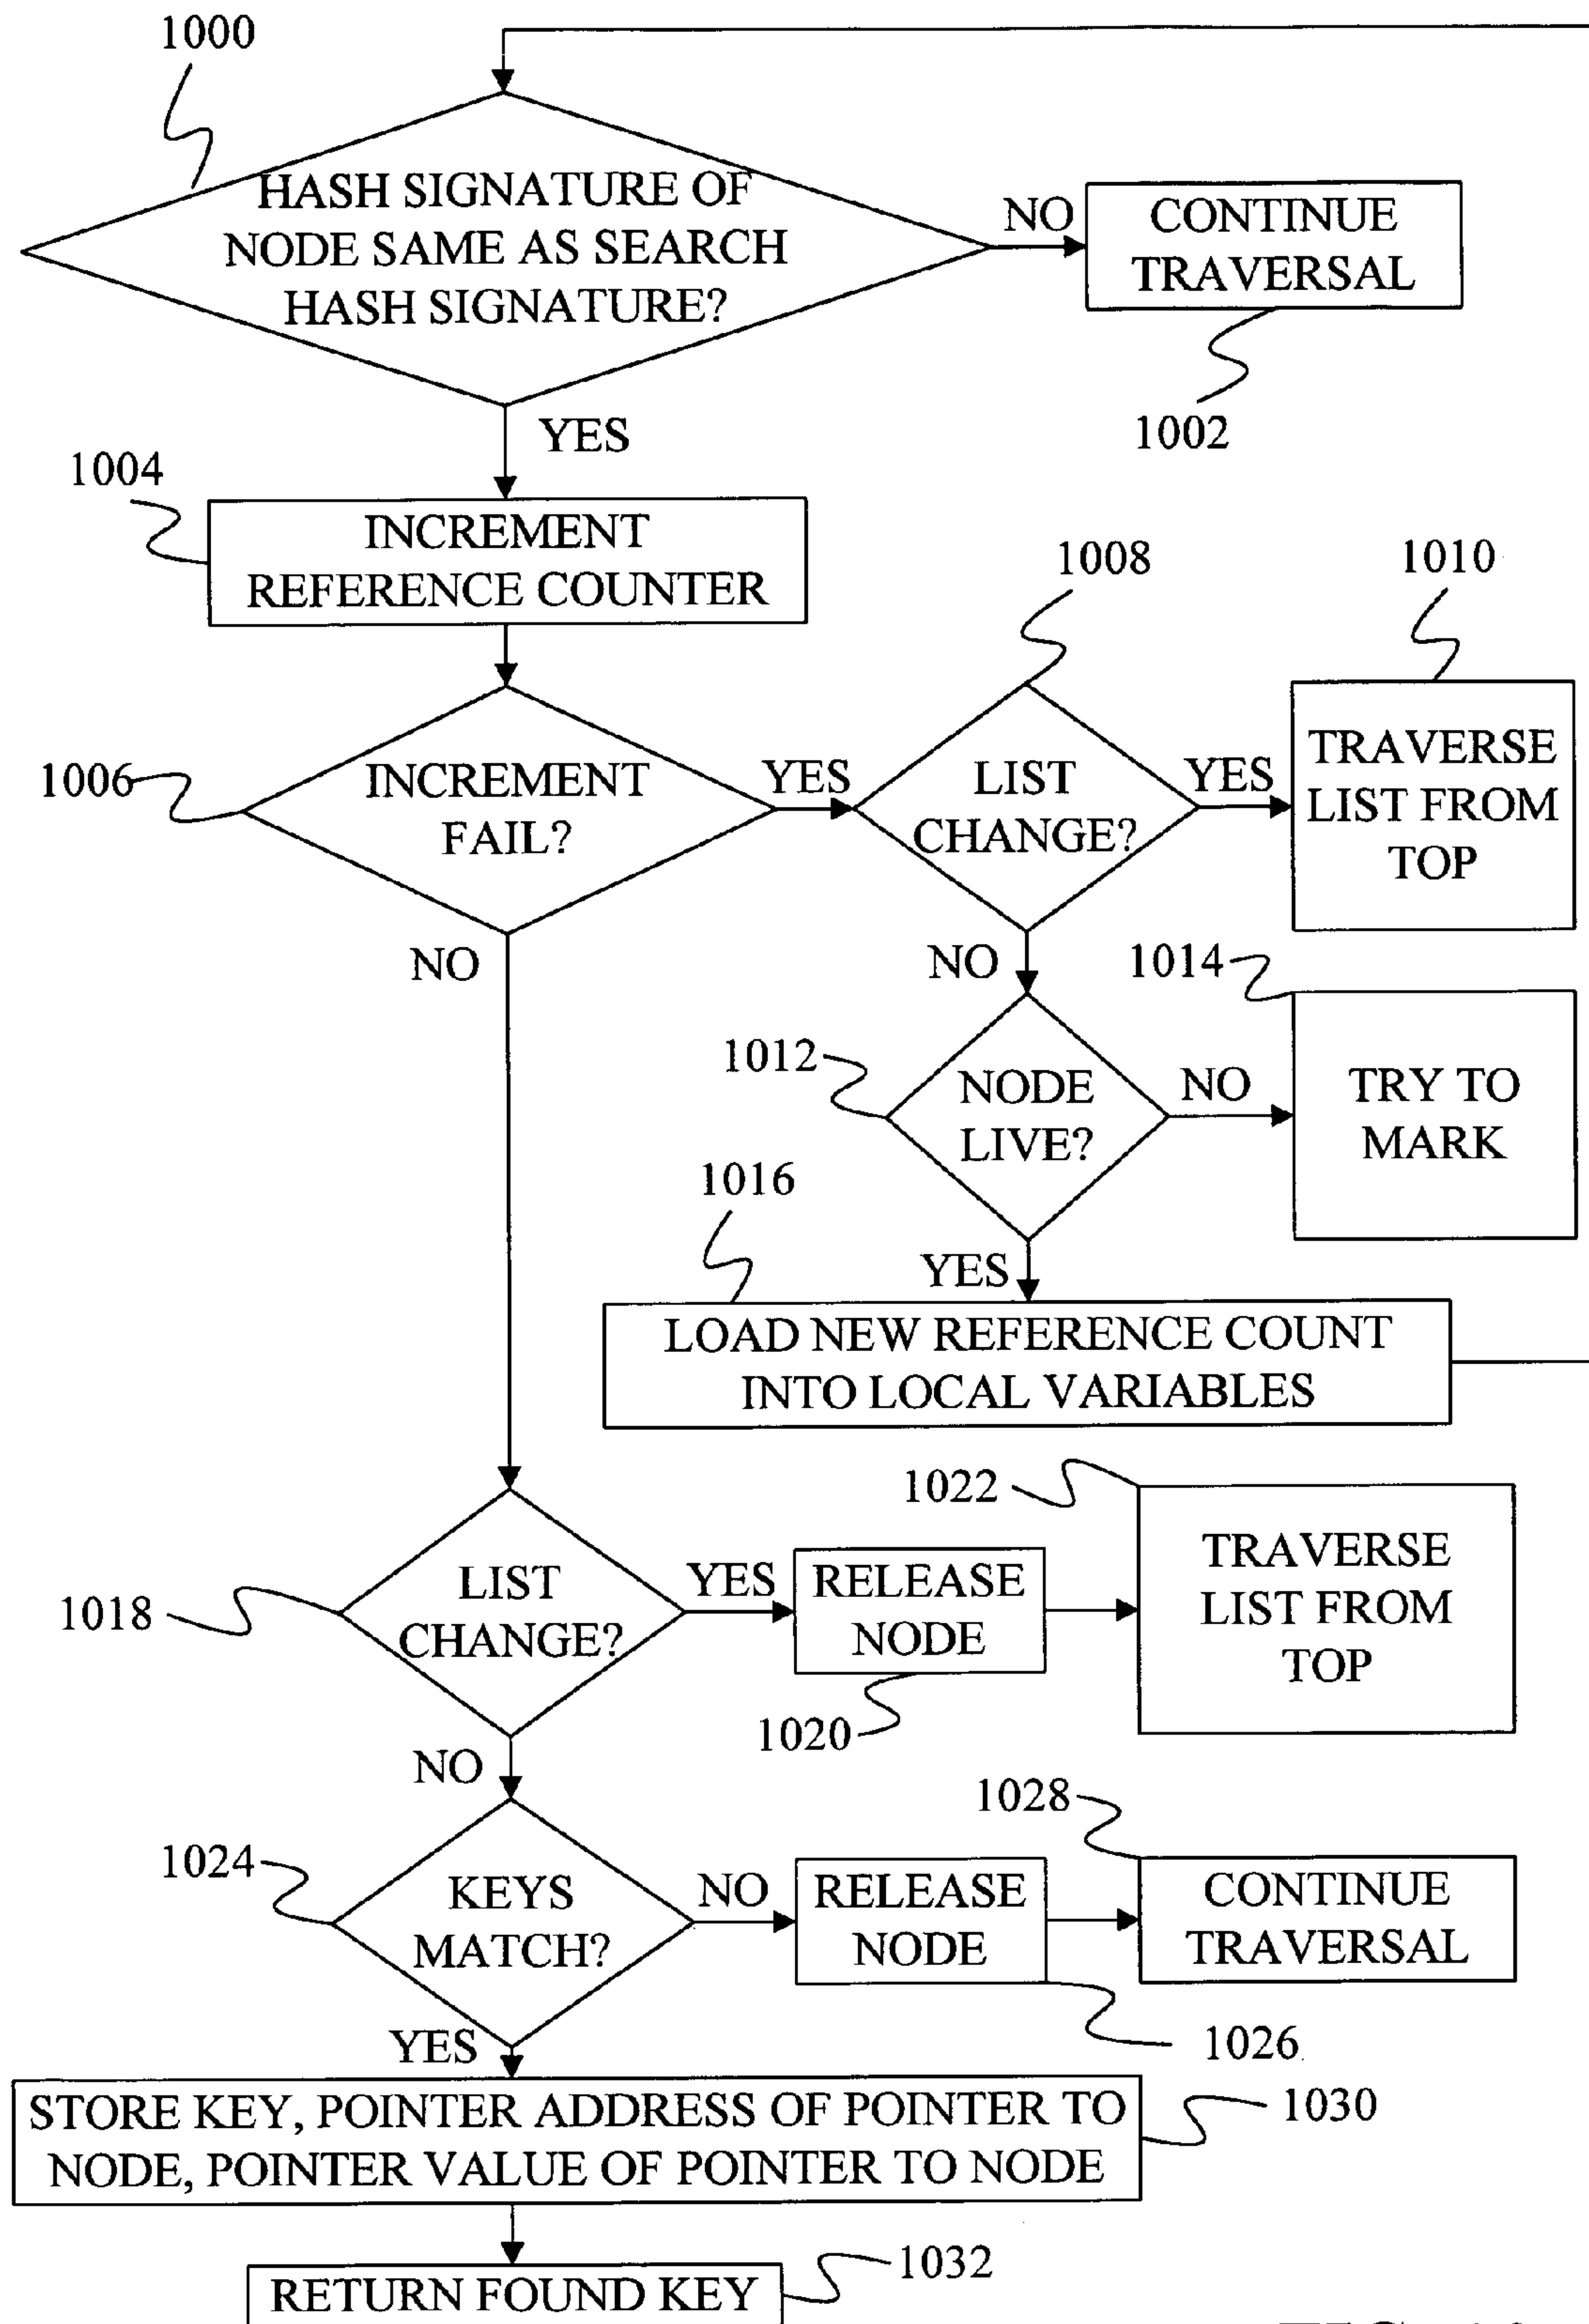 1000
HASH SIGNATURE OF
NODE SAME AS SEARCH
HASH SIGNATURE?
NO
CONTINUE
TRAVERSAL
1002
YES
1004
INCREMENT
REFERENCE COUNTER
1008
1010
1006
INCREMENT
FAIL?
YES
LIST
CHANGE?
YES
TRAVERSE
LIST FROM
TOP
NO
NO
1014
1012
NODE
LIVE?
NO
TRY TO
MARK
1016
YES
LOAD NEW REFERENCE COUNT
INTO LOCAL VARIABLES
1022
1018
LIST
CHANGE?
YES
RELEASE
NODE
TRAVERSE
LIST FROM
TOP
1020
NO
1028
1024
KEYS
MATCH?
NO
RELEASE
NODE
CONTINUE
TRAVERSAL
1026
YES
STORE KEY, POINTER ADDRESS OF POINTER TO
NODE, POINTER VALUE OF POINTER TO NODE
1030
RETURN FOUND KEY
1032